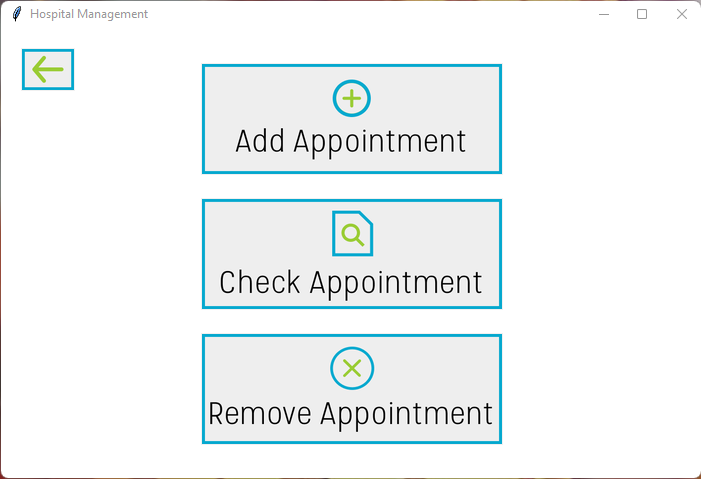 Hospital Management
Add Appointment
Check Appointment
Remove Appointment